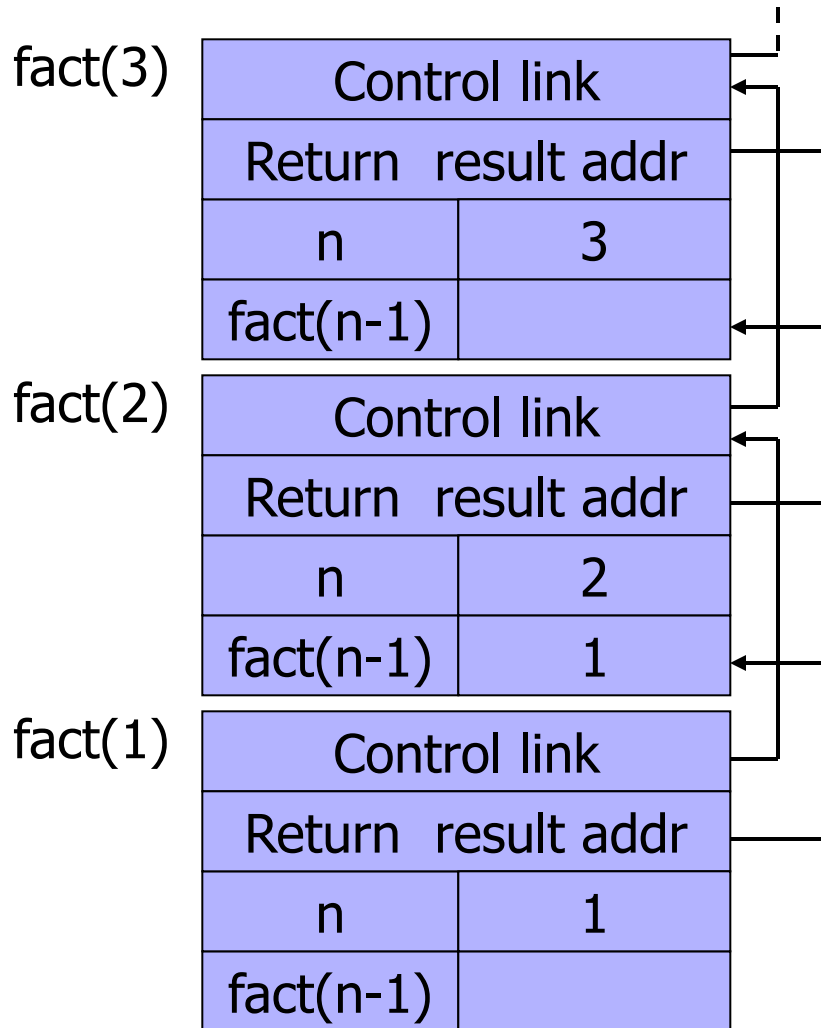 fact(3)
Control link
Return result addr
n 3
fact(n-1)
fact(2)
Control link
Return result addr
n 2
fact(n-1) 1
fact(1)
Control link
Return result addr
n 1
fact(n-1)